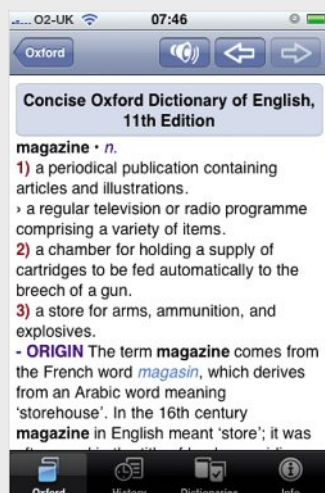 O2-UK 07:46
Oxford
Concise Oxford Dictionary of English,
11th Edition
magazine • n.
1) a periodical publication containing
articles and illustrations.
› a regular television or radio programme
comprising a variety of items.
2) a chamber for holding a supply of
cartridges to be fed automatically to the
breech of a gun.
3) a store for arms, ammunition, and
explosives.
- ORIGIN The term magazine comes from
the French word magasin, which derives
from an Arabic word meaning
‘storehouse’. In the 16th century
magazine in English meant ‘store’; it was
Oxford History Dictionaries Info